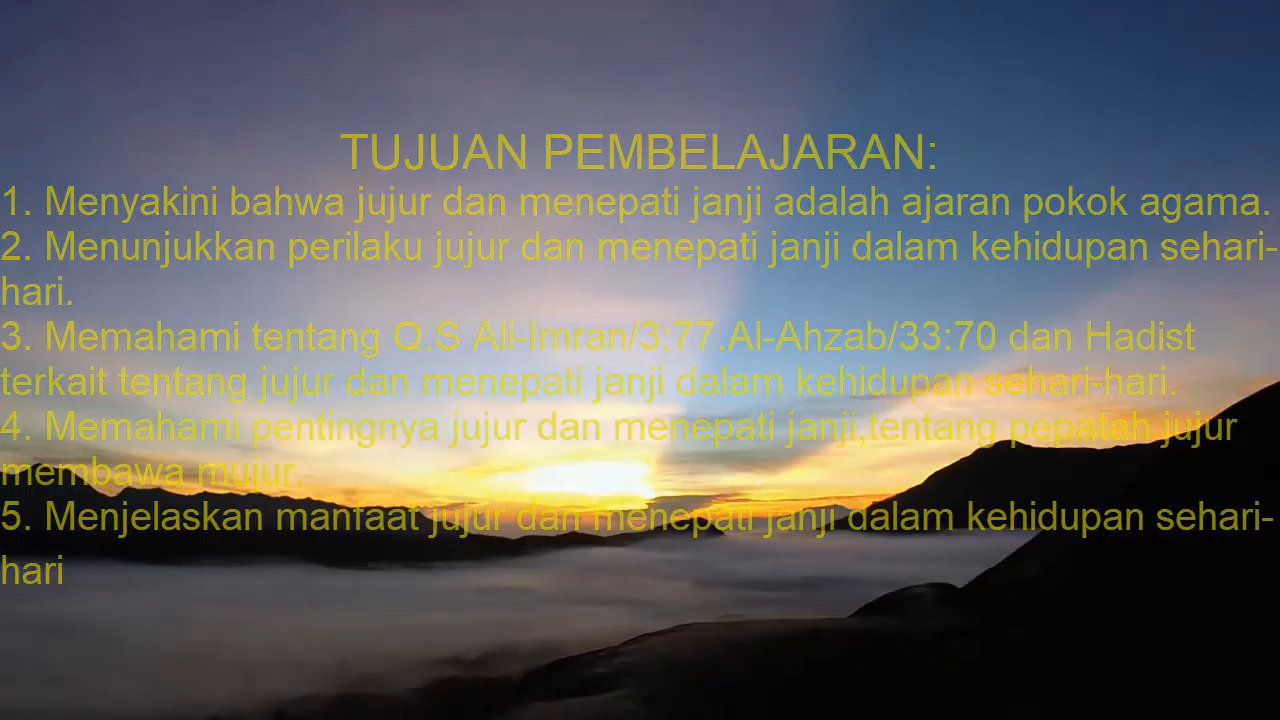 TUJUAN PEMBELAJARAN:
1. Menyakini bahwa jujur dan menepati janji adalah ajaran pokok agama.
2. Menunjukkan perilaku jujur dan menepati janji dalam kehidupan sehari-
hari.
3. Memahami tentang Q.S Ali-Imran/3:77.Al-Ahzab/33:70 dan Hadist
terkait tentang jujur dan menepati janji dalam kehidupan sehari-hari.
4. Memahami pentingnya jujur dan menepati janji,tentang pepatah jujur
membawa mujur.
5. Menjelaskan manfaat jujur dan menepati janji dalam kehidupan sehari-
hari